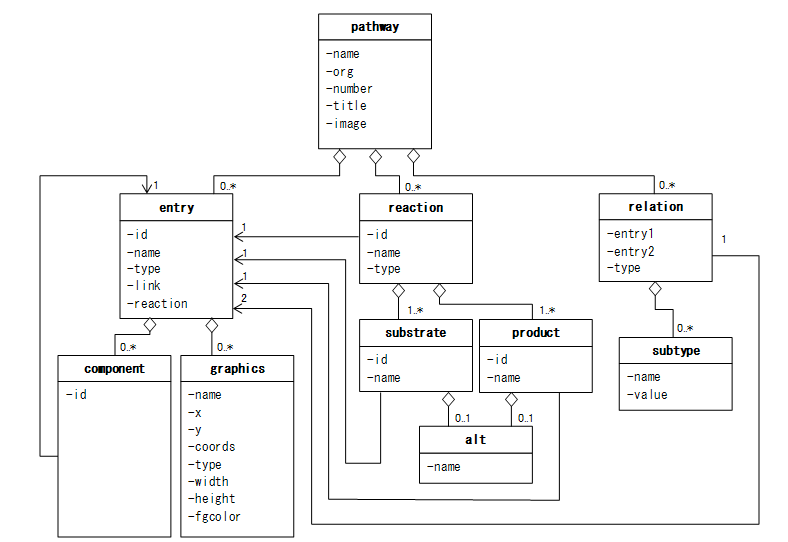 pathway
-name
-org
-number
-title
-image
1
0..*
0..*
0..*
entry
-id
-name
-type
-link
-reaction
reaction
-id
-name
-type
relation
-entry1
-entry2
-type
1
1
1
2
1
0..*
0..*
1..*
1..*
0..*
component
-id
graphics
-name
-x
-y
-coords
-type
-width
-height
-fgcolor
substrate
-id
-name
product
-id
-name
subtype
-name
-value
0..1
0..1
alt
-name